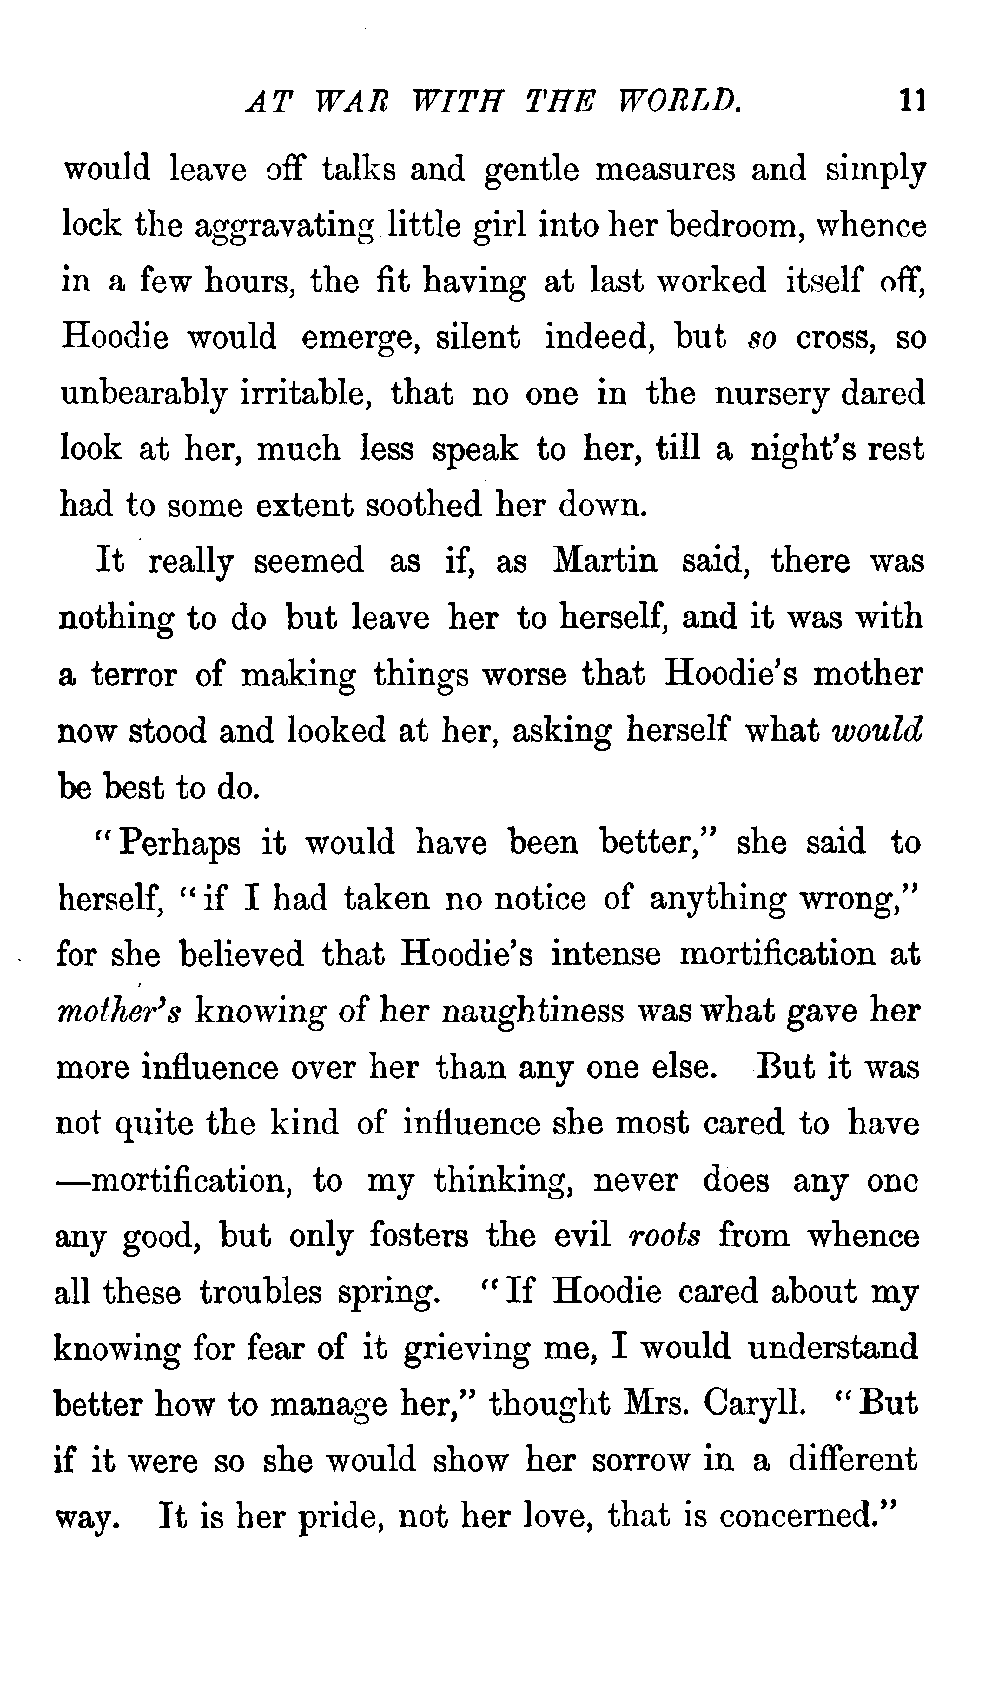 AT WAR WITH THE WORLD. 11
would leave off talks and gentle measures and simply
lock the aggravating little girl into her bedroom, whence
in a few hours, the fit having at last worked itself off,
Hoodie would emerge, silent indeed, but so cross, so
unbearably irritable, that no one in the nursery dared
look at her, much less speak to her, till a night's rest
had to some extent soothed her down.
It really seemed as if, as Martin said, there was
nothing to do but leave her to herself, and it was with
a terror of making things worse that Hoodie's mother
now stood and looked at her, asking herself what would
be best to do.
"Perhaps it would have been better," she said to
herself, "if I had taken no notice of anything wrong,"
for she believed that Hoodie's intense mortification at
mother's knowing of her naughtiness was what gave her
more influence over her than any one else. But it was
not quite the kind of influence she most cared to have
—mortification, to my thinking, never does any one
any good, but only fosters the evil roots from whence
all these troubles spring. "If Hoodie cared about my
knowing for fear of it grieving me, I would understand
better how to manage her," thought Mrs. Caryll. "But
if it were so she would show her sorrow in a different
way. It is her pride, not her love, that is concerned."